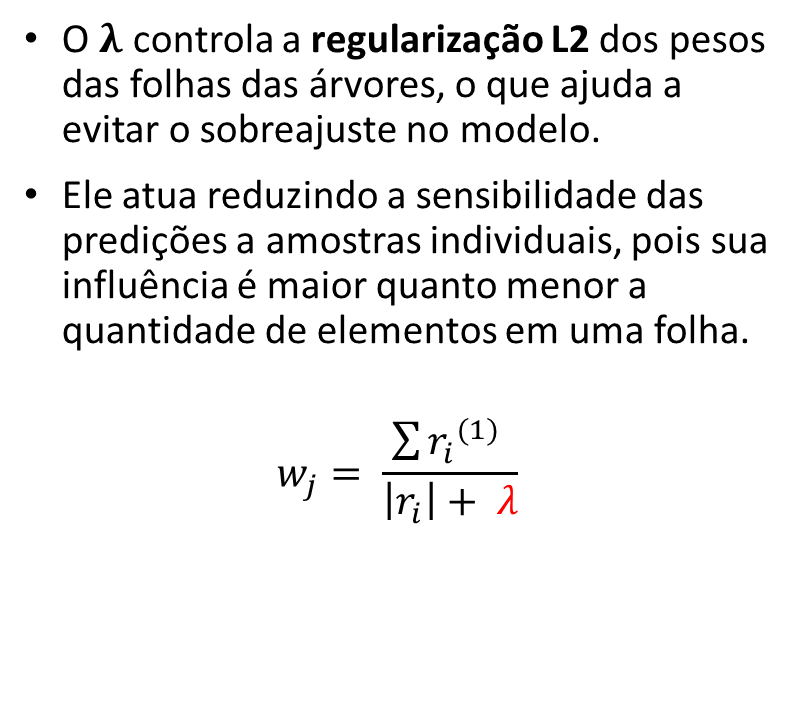 • O λ controla a regularização L2 dos pesos
das folhas das árvores, o que ajuda a
evitar o sobreajuste no modelo.
• Ele atua reduzindo a sensibilidade das
predições a amostras individuais, pois sua
influência é maior quanto menor a
quantidade de elementos em uma folha.
w_j = ∑ r_i^(1) / (|r_i| + λ)